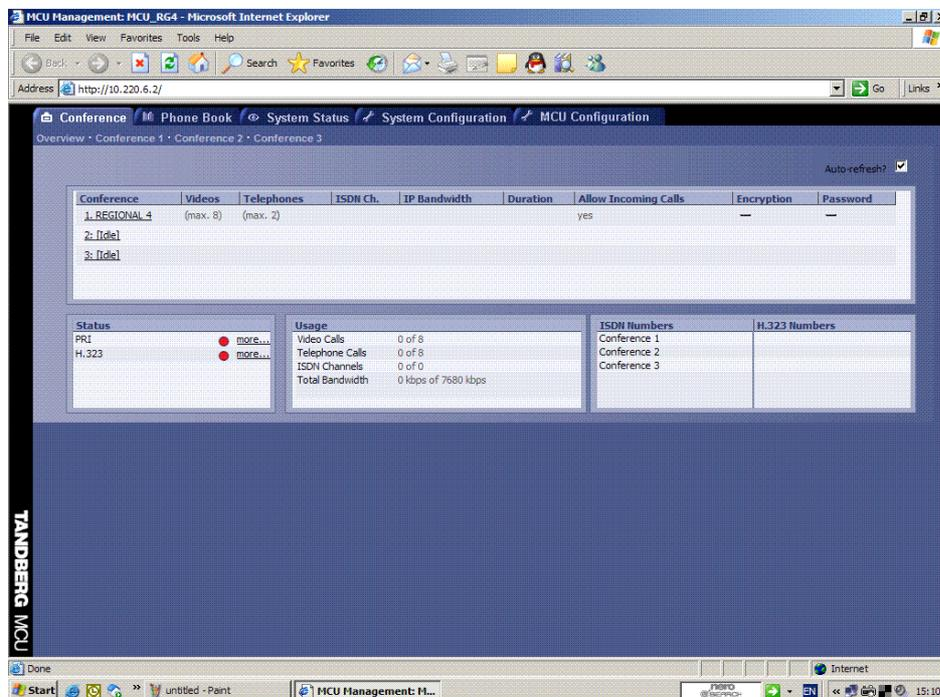 MCU Management: MCU_RG4 - Microsoft Internet Explorer
File Edit View Favorites Tools Help
Back Search Favorites
Address http://10.220.6.2/ Go Links »
Conference Phone Book System Status System Configuration MCU Configuration
Overview · Conference 1 · Conference 2 · Conference 3
Auto-refresh?
Conference Videos Telephones ISDN Ch. IP Bandwidth Duration Allow Incoming Calls Encryption Password
1. REGIONAL 4 (max. 8) (max. 2) yes — —
2: [Idle]
3: [Idle]
Status
PRI more...
H.323 more...
Usage
Video Calls 0 of 8
Telephone Calls 0 of 8
ISDN Channels 0 of 0
Total Bandwidth 0 kbps of 7680 kbps
ISDN Numbers H.323 Numbers
Conference 1
Conference 2
Conference 3
TANDBERG MCU
Done Internet
Start » untitled - Paint MCU Management: M... nero SEARCH EN « 15:10